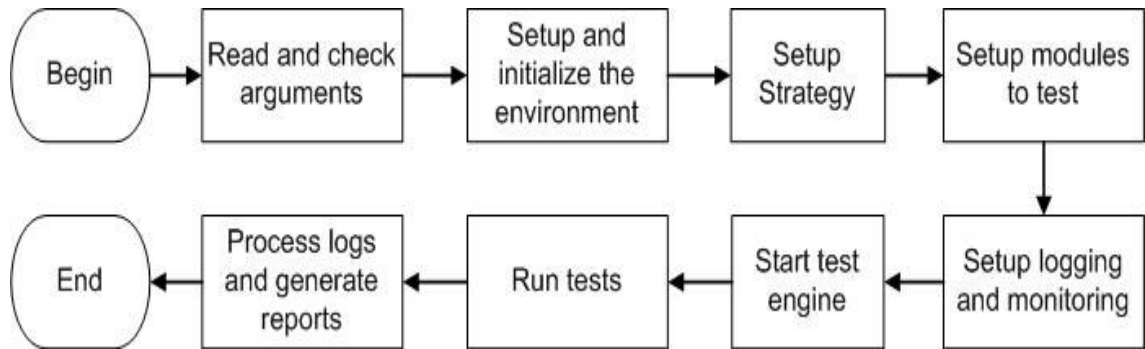 Begin
Read and check
arguments
Setup and
initialize the
environment
Setup
Strategy
Setup modules
to test
Setup logging
and monitoring
Start test
engine
Run tests
Process logs
and generate
reports
End